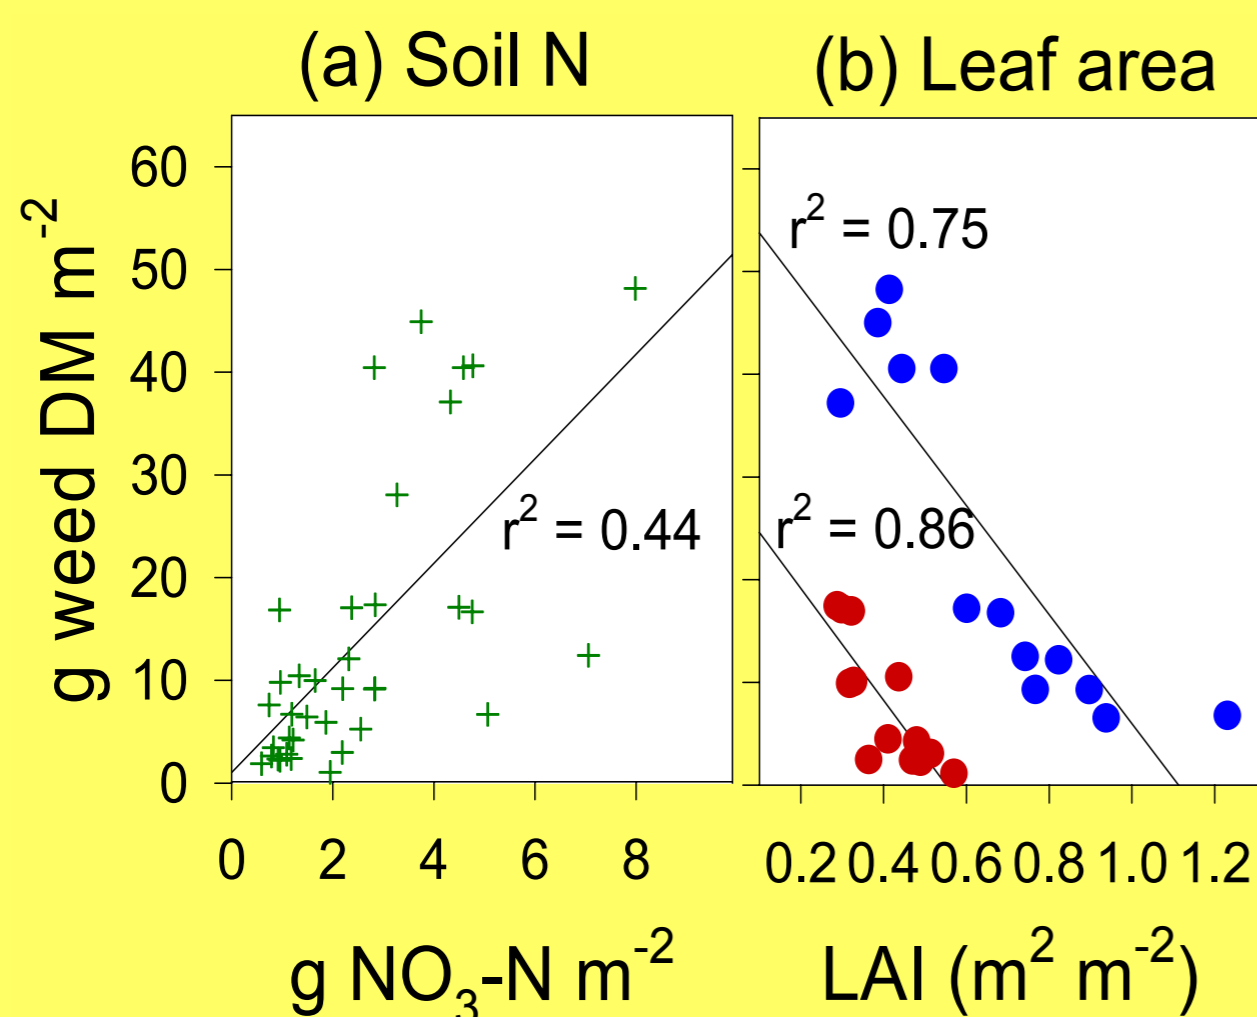 (a) Soil N
(b) Leaf area
g weed DM m⁻²
60
50
40
30
20
10
0
r² = 0.44
r² = 0.75
r² = 0.86
0 2 4 6 8
0.2 0.4 0.6 0.8 1.0 1.2
g NO₃-N m⁻²
LAI (m² m⁻²)